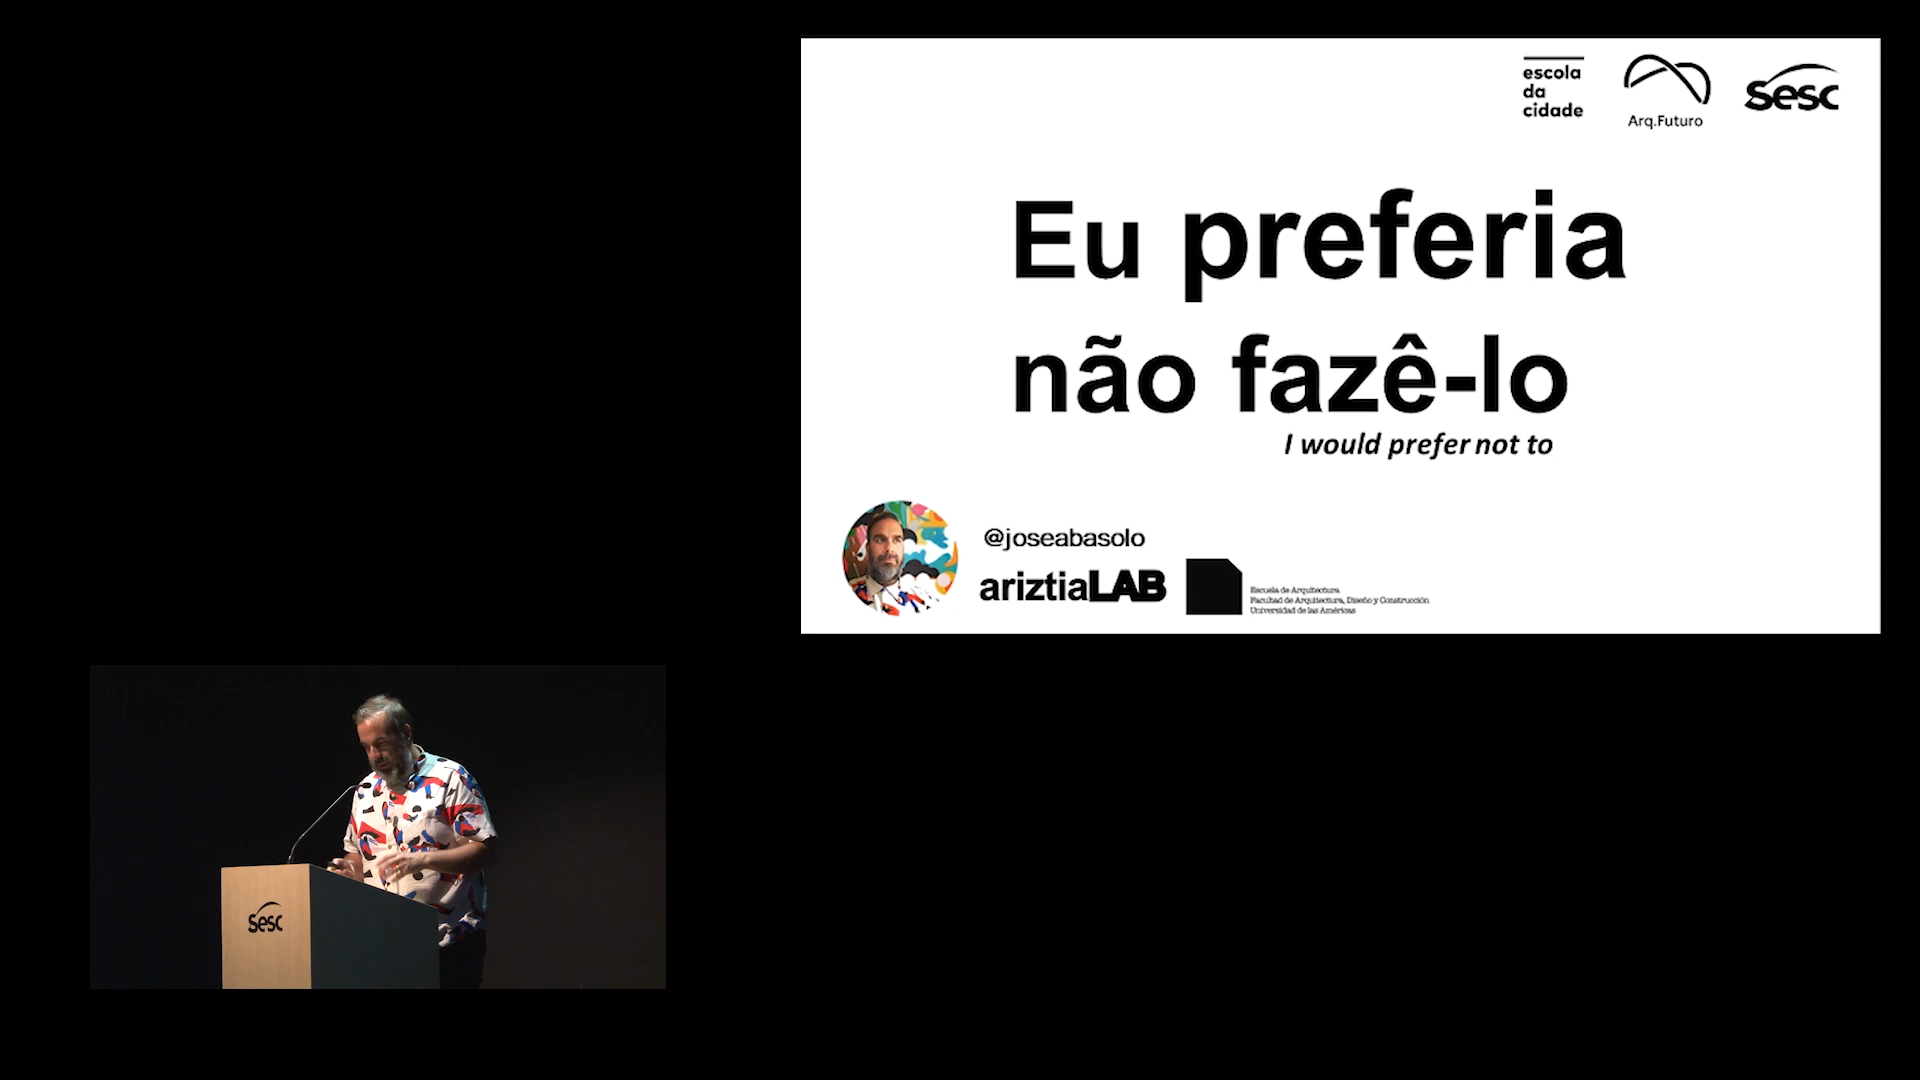 escola
da
cidade
Arq.Futuro
Sesc
Eu preferia
não fazê-lo
I would prefer not to
@joseabasolo
ariztiaLAB
Escuela de Arquitectura
Facultad de Arquitectura, Diseño y Construcción
Universidad de las Américas
Sesc